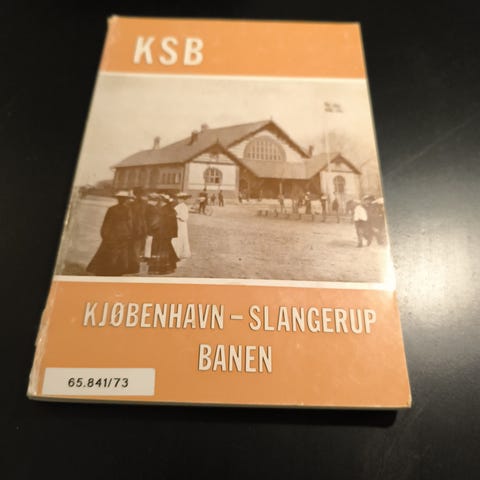 KSB
KJØBENHAVN – SLANGERUP
BANEN
65.841/73